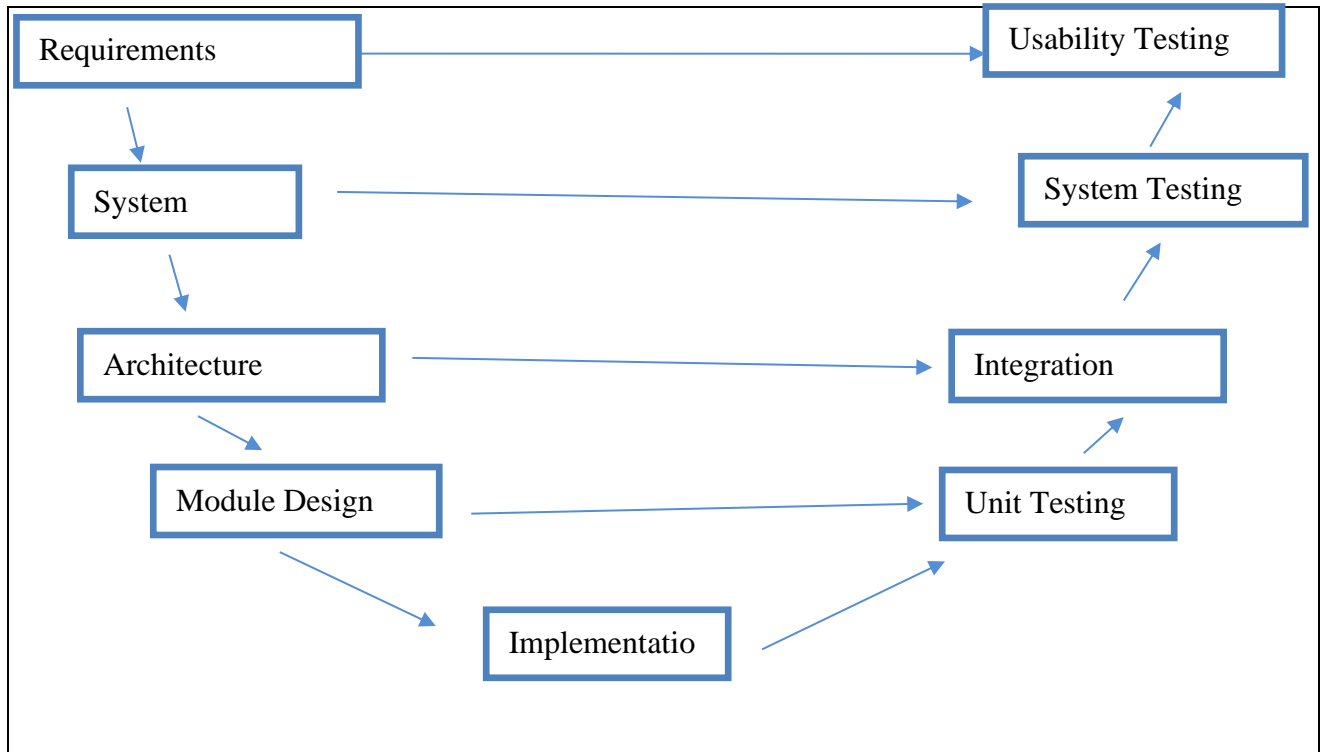 Requirements
Usability Testing
System
System Testing
Architecture
Integration
Module Design
Unit Testing
Implementatio